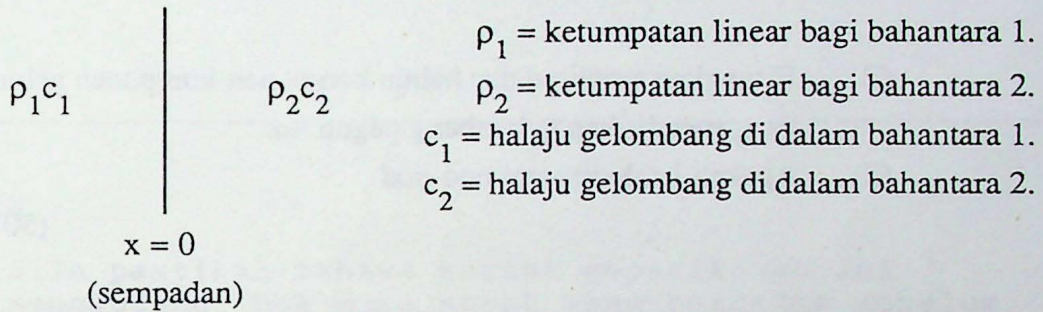 ρ₁ = ketumpatan linear bagi bahantara 1.
ρ₁c₁ ρ₂c₂ ρ₂ = ketumpatan linear bagi bahantara 2.
c₁ = halaju gelombang di dalam bahantara 1.
c₂ = halaju gelombang di dalam bahantara 2.
x = 0
(sempadan)